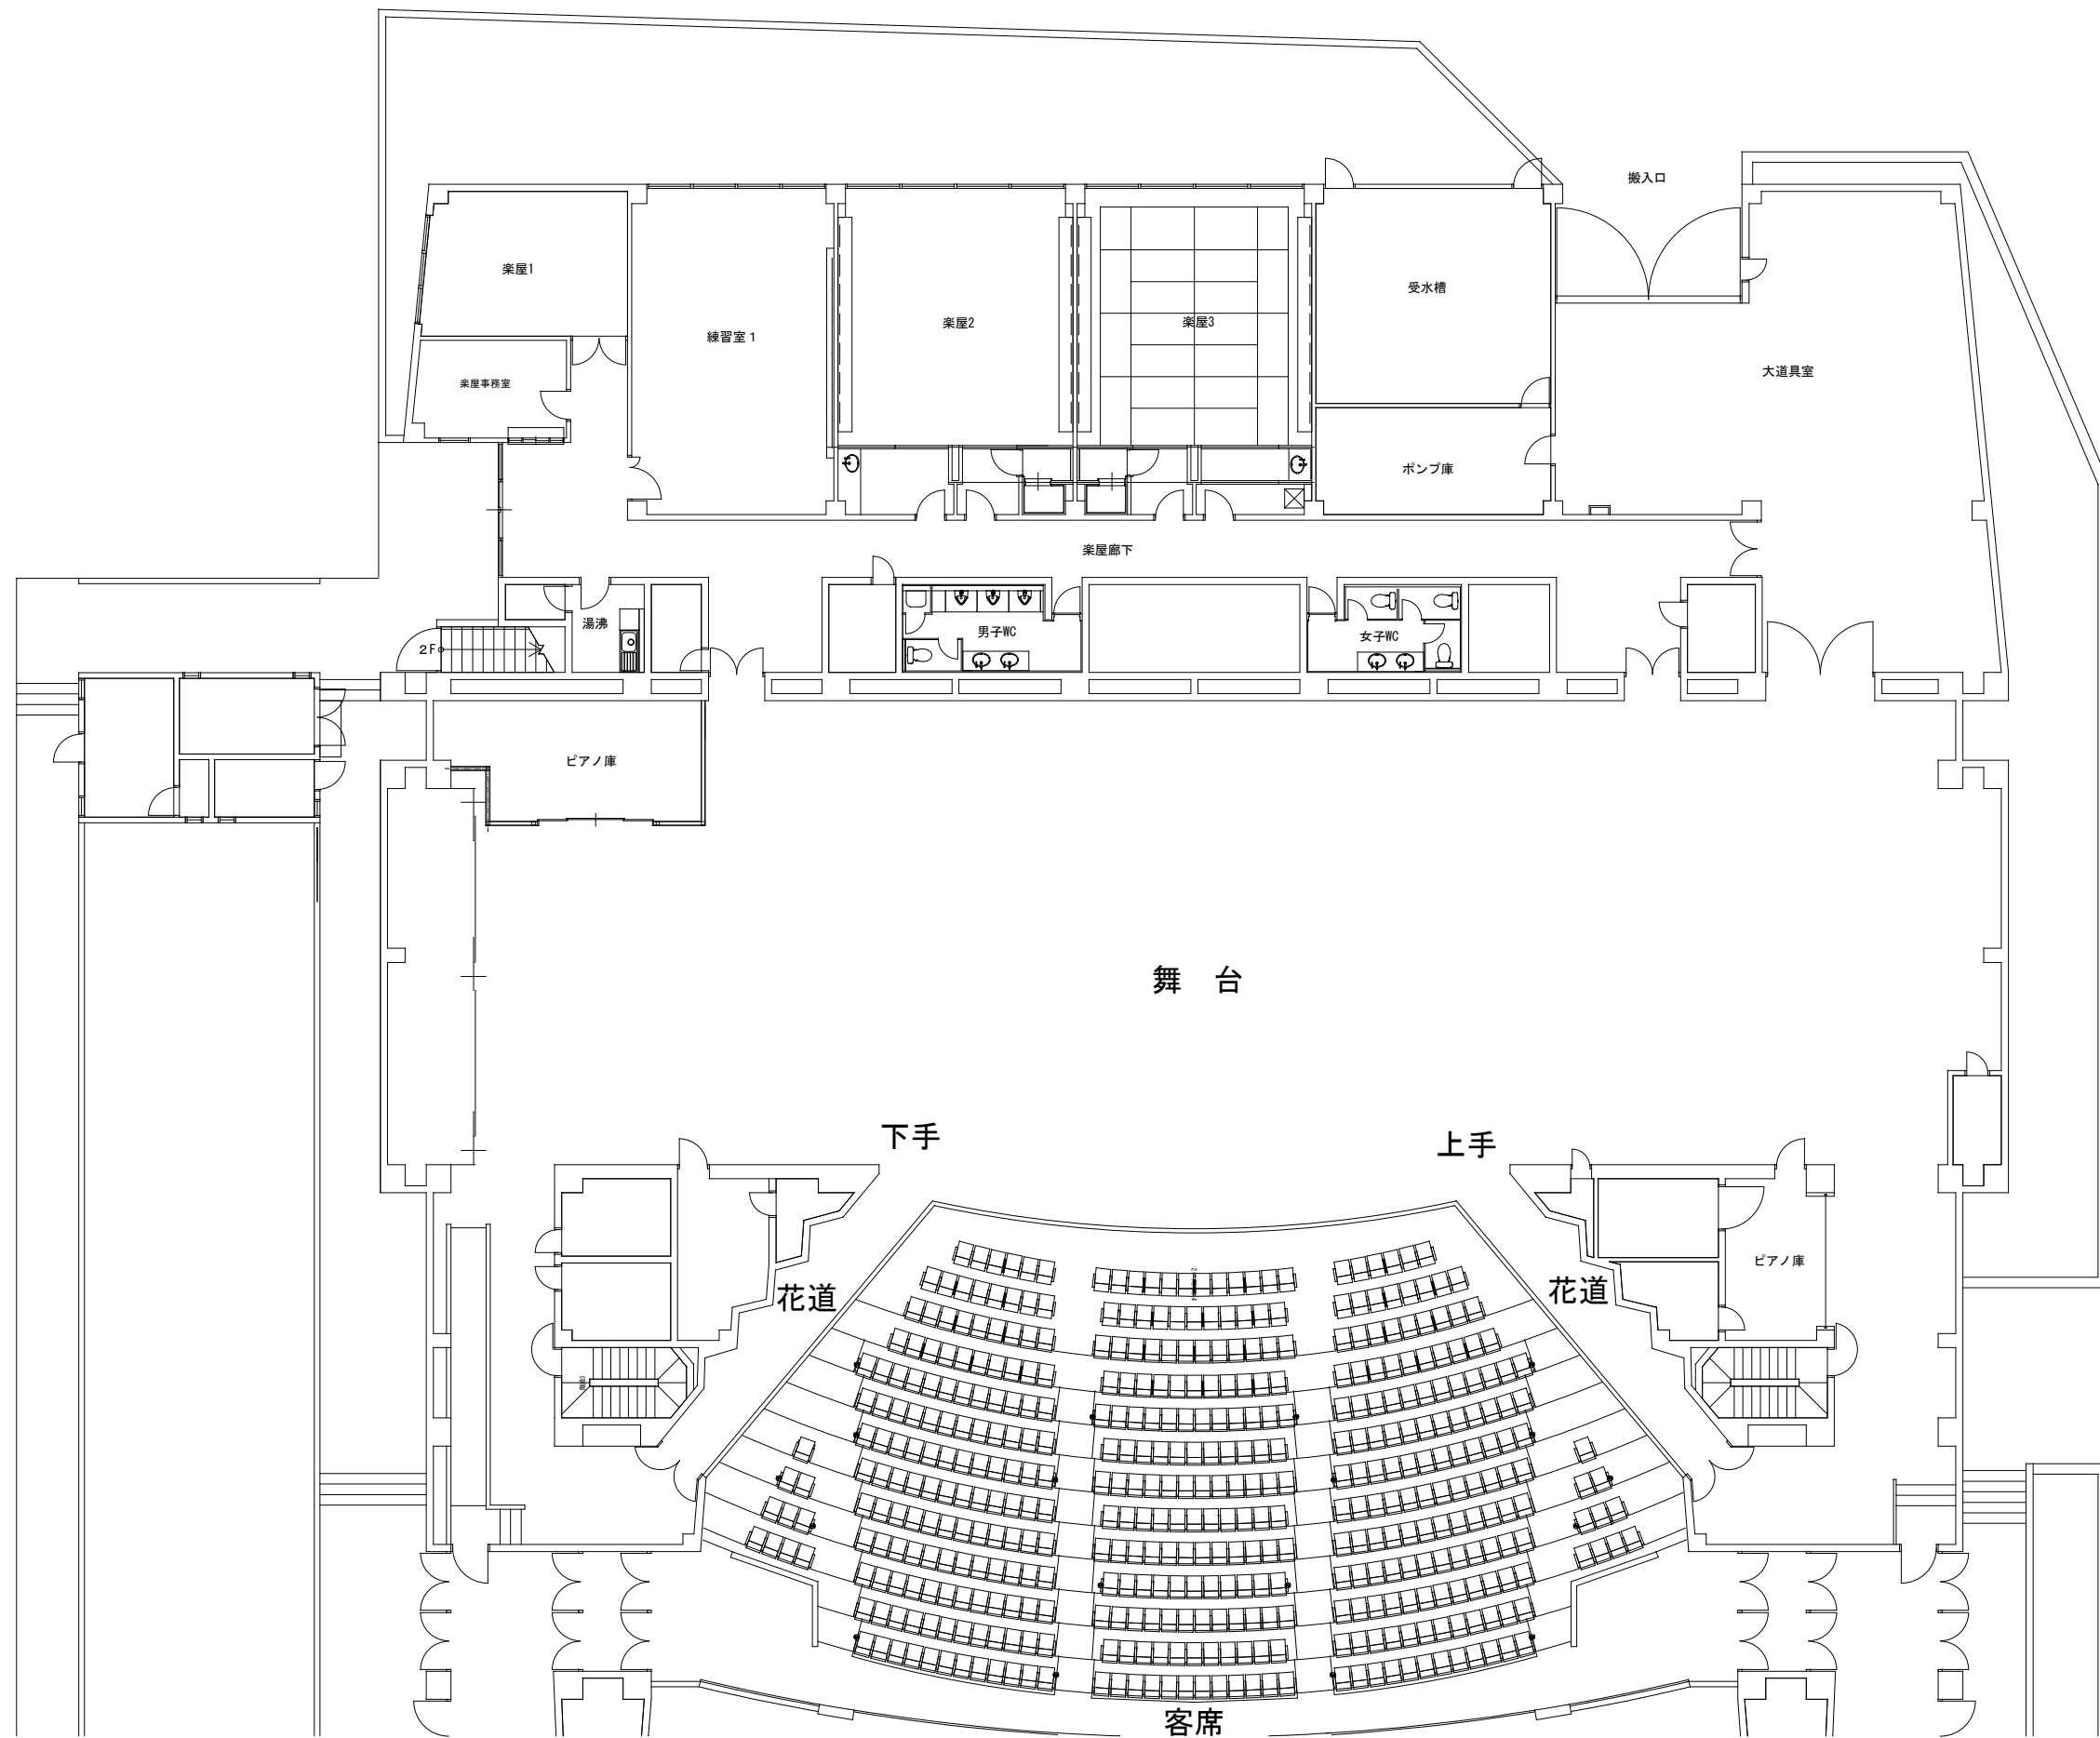 搬入口
楽屋1
受水槽
楽屋2
楽屋3
練習室1
大道具室
楽屋事務室
ポンプ庫
楽屋廊下
湯沸
男子WC
女子WC
2F
ピアノ庫
舞 台
下手
上手
ピアノ庫
花道
花道
客席